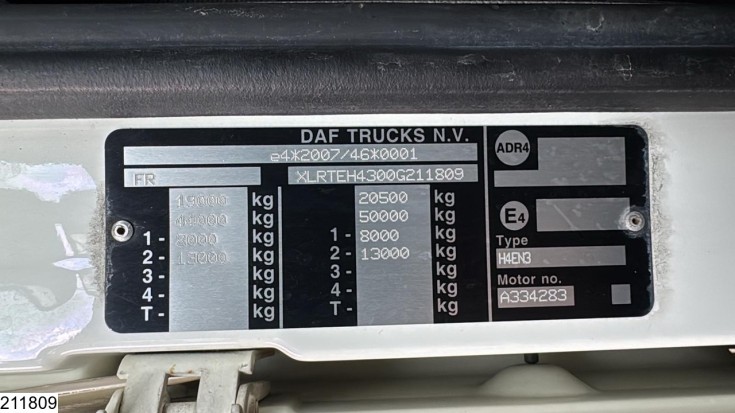 DAF TRUCKS N.V.
e4*2007/46*0001
FR XLRTEH4300G211809
kg 20500 kg
kg 50000 kg
1- kg 1- 8000 kg
2- 13000 kg 2- 13000 kg
3- kg 3- kg
4- kg 4- kg
T- kg T- kg
ADR4
E4
Type
H4EN3
Motor no.
A334283
211809